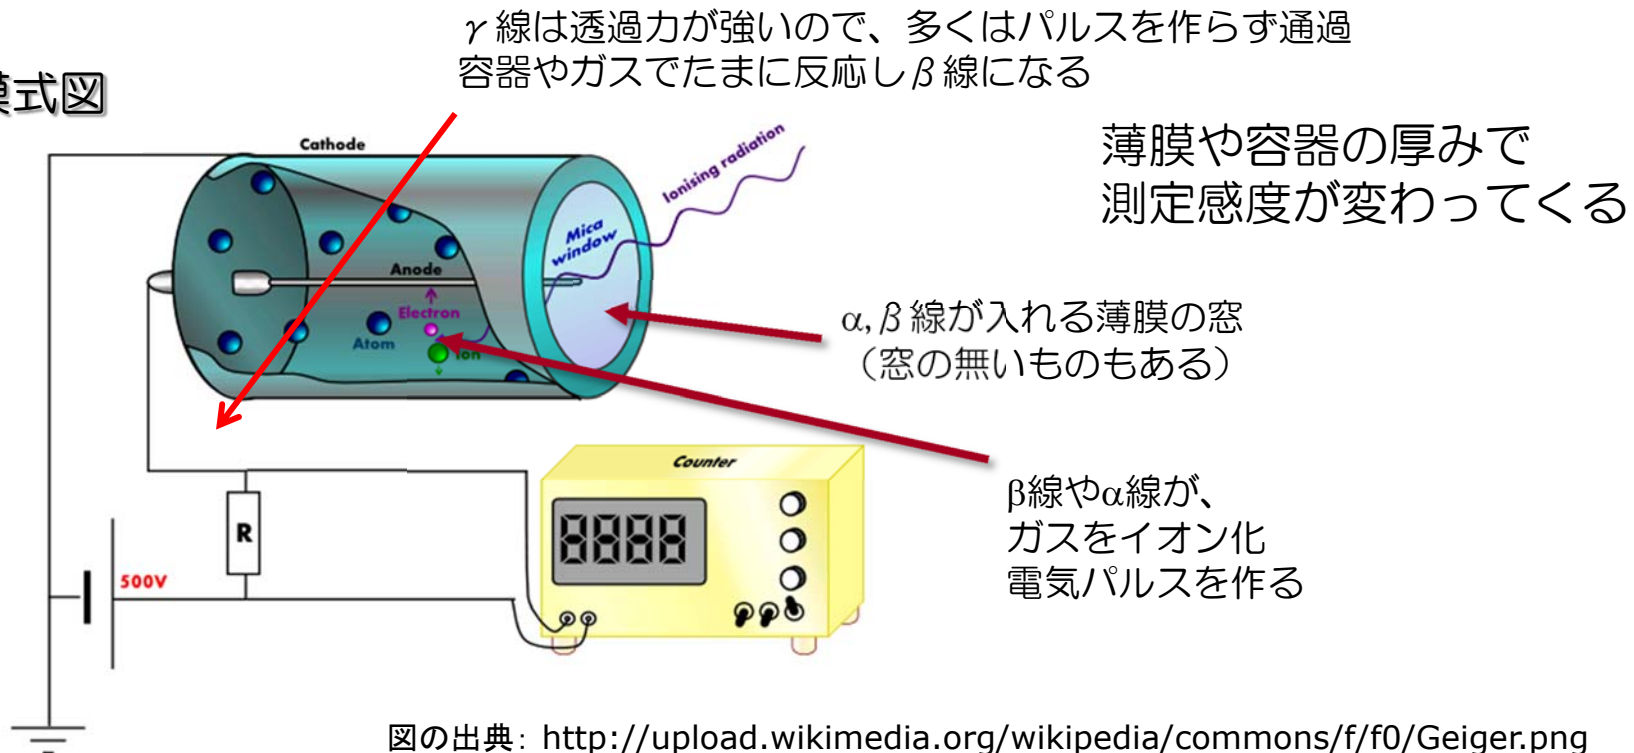 γ線は透過力が強いので、多くはパルスを作らず通過
容器やガスでたまに反応しβ線になる
模式図
薄膜や容器の厚みで
測定感度が変わってくる
Cathode
Ionising radiation
Mica
window
Anode
Electron
Atom
Ion
α,β線が入れる薄膜の窓
（窓の無いものもある）
Counter
8888
R
500V
β線やα線が、
ガスをイオン化
電気パルスを作る
図の出典：http://upload.wikimedia.org/wikipedia/commons/f/f0/Geiger.png